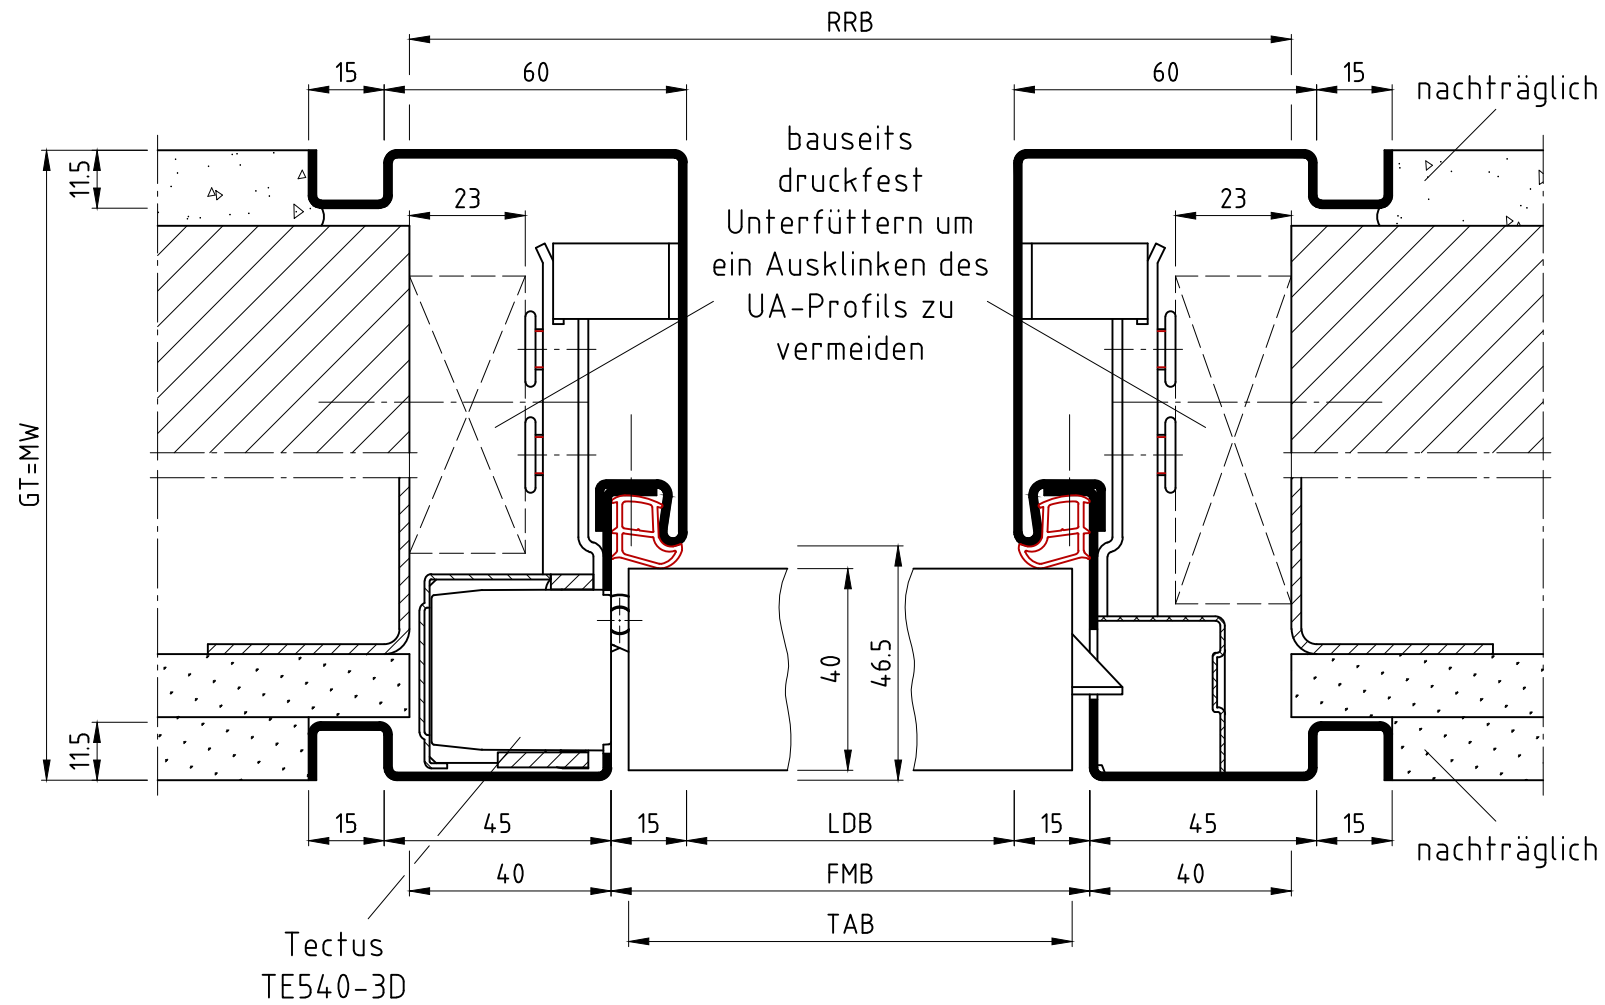 RRB
15
60
60
15
nachträglich
bauseits
druckfest
Unterfüttern um
ein Ausklinken des
UA-Profils zu
vermeiden
11.5
23
23
GT=MW
40
46.5
11.5
15
45
15
LDB
15
45
15
nachträglich
40
FMB
40
TAB
Tectus
TE540-3D